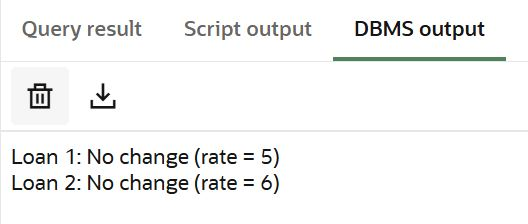 Query result Script output DBMS output
Loan 1: No change (rate = 5)
Loan 2: No change (rate = 6)